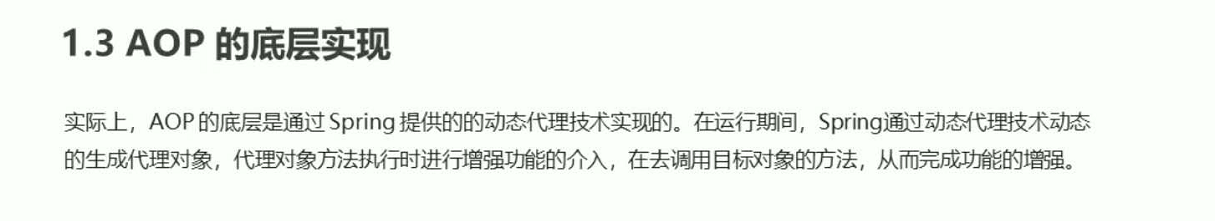 1.3 AOP 的底层实现
实际上，AOP 的底层是通过 Spring 提供的的动态代理技术实现的。在运行期间，Spring通过动态代理技术动态
的生成代理对象，代理对象方法执行时进行增强功能的介入，在去调用目标对象的方法，从而完成功能的增强。